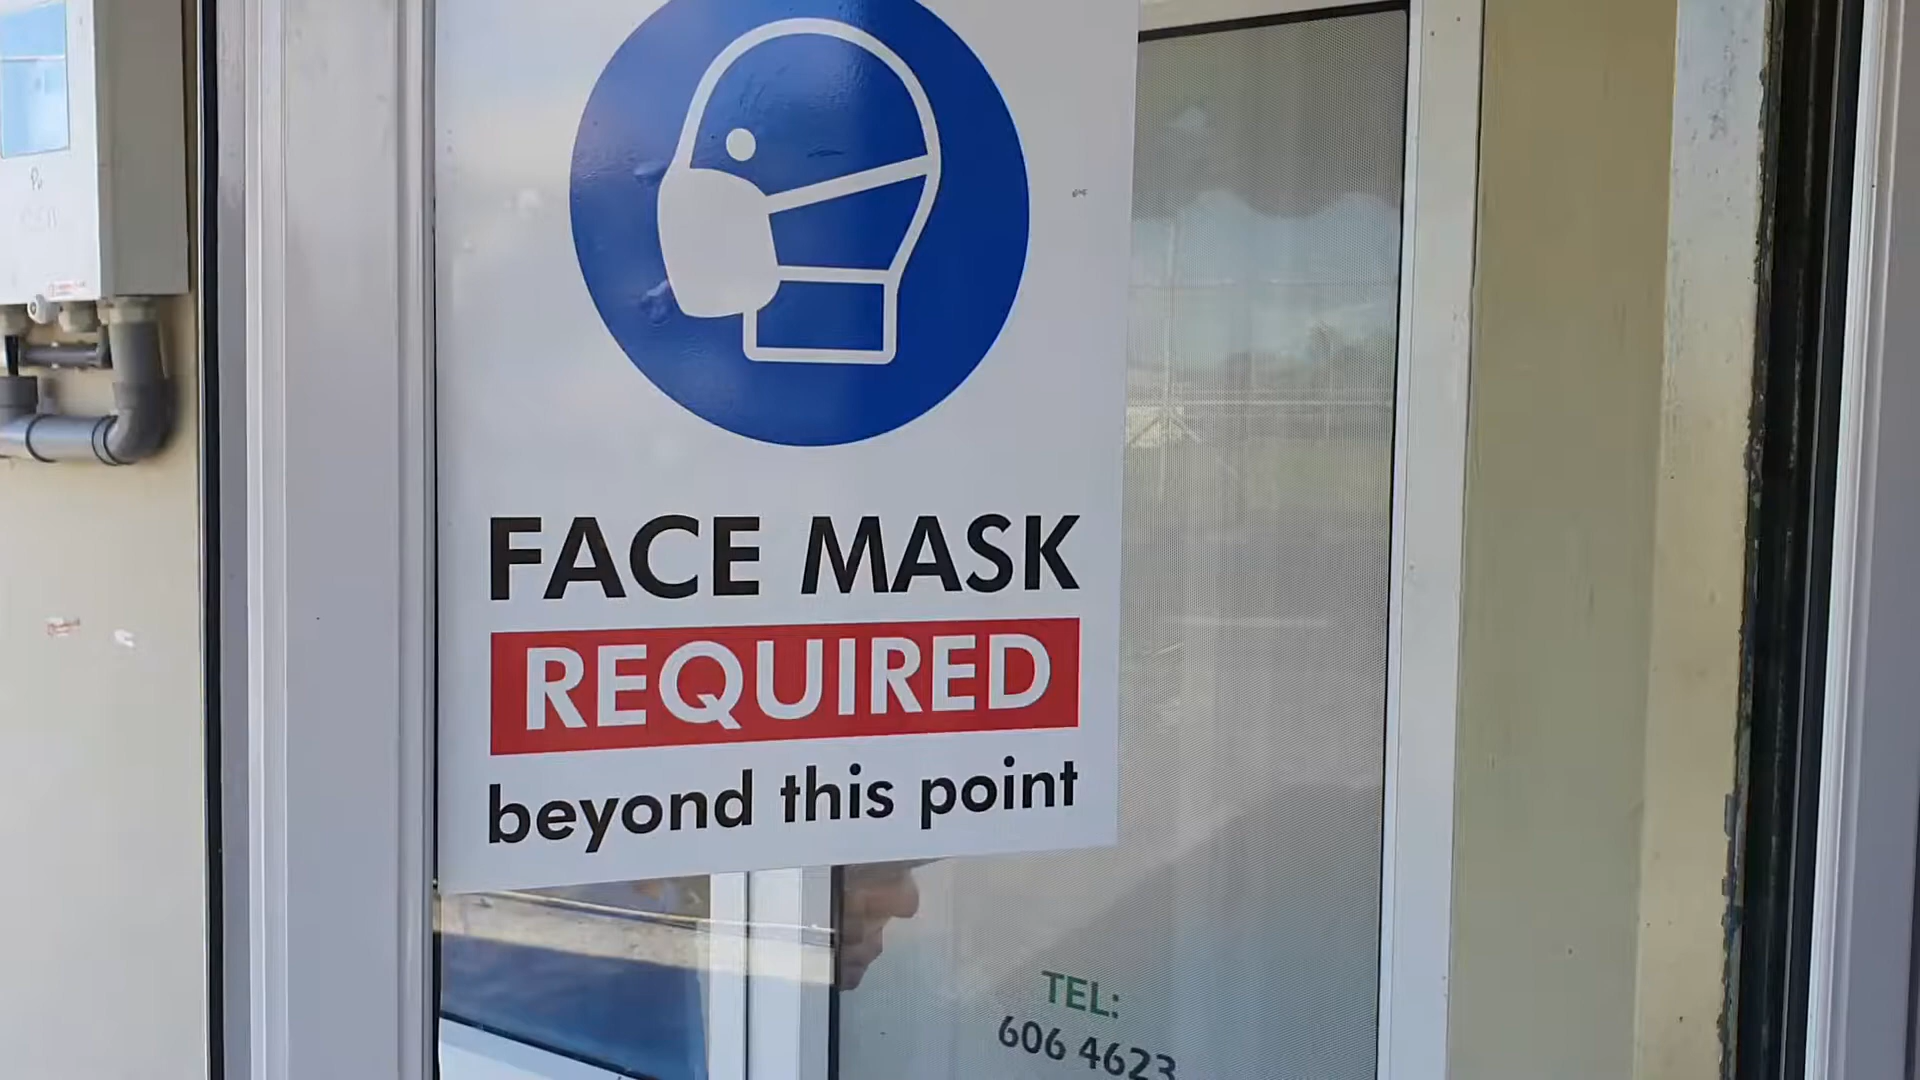 FACE MASK
REQUIRED
beyond this point
TEL:
606 4623